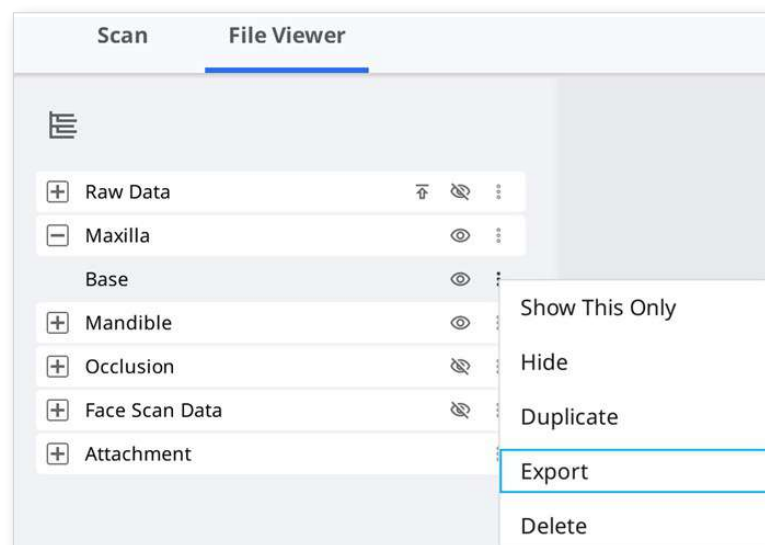 Scan File Viewer
Raw Data
Maxilla
Base
Show This Only
Mandible
Hide
Occlusion
Face Scan Data
Duplicate
Attachment
Export
Delete